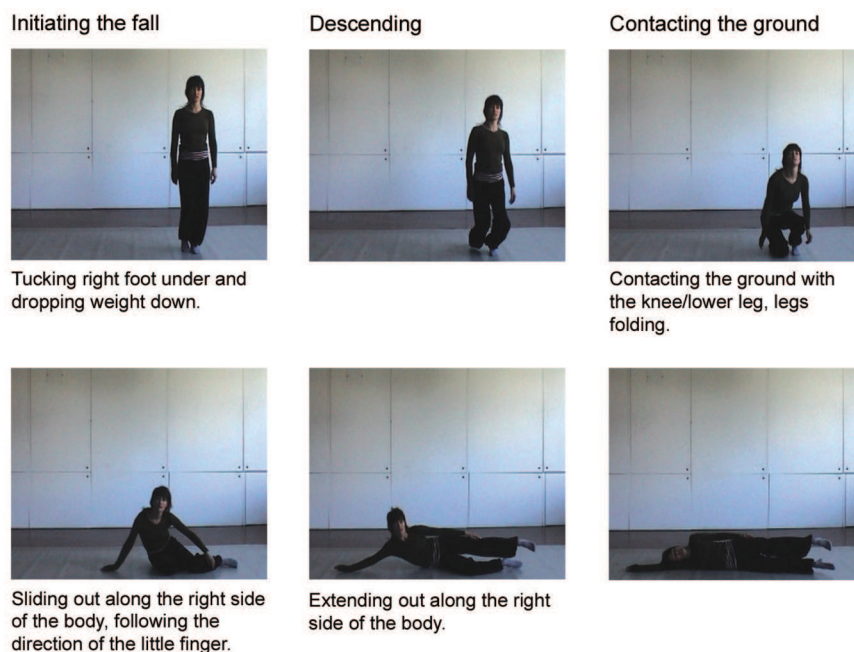 Initiating the fall
Descending
Contacting the ground
Tucking right foot under and
dropping weight down.
Contacting the ground with
the knee/lower leg, legs
folding.
Sliding out along the right side
of the body, following the
direction of the little finger.
Extending out along the right
side of the body.